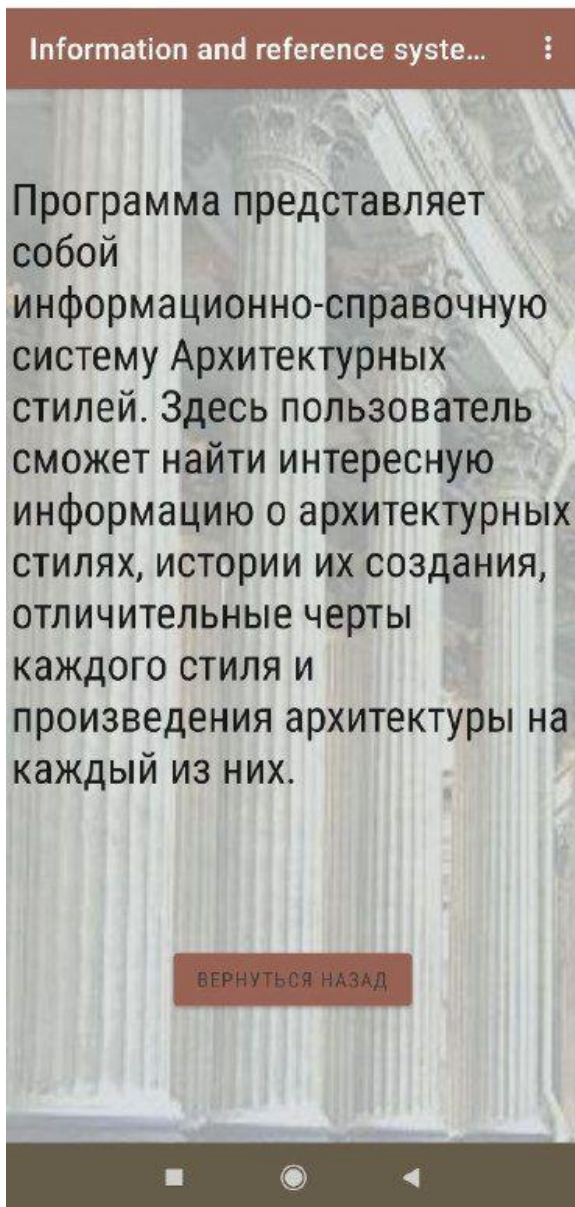 Information and reference syste...
Программа представляет
собой
информационно-справочную
систему Архитектурных
стилей. Здесь пользователь
сможет найти интересную
информацию о архитектурных
стилях, истории их создания,
отличительные черты
каждого стиля и
произведения архитектуры на
каждый из них.
ВЕРНУТЬСЯ НАЗАД